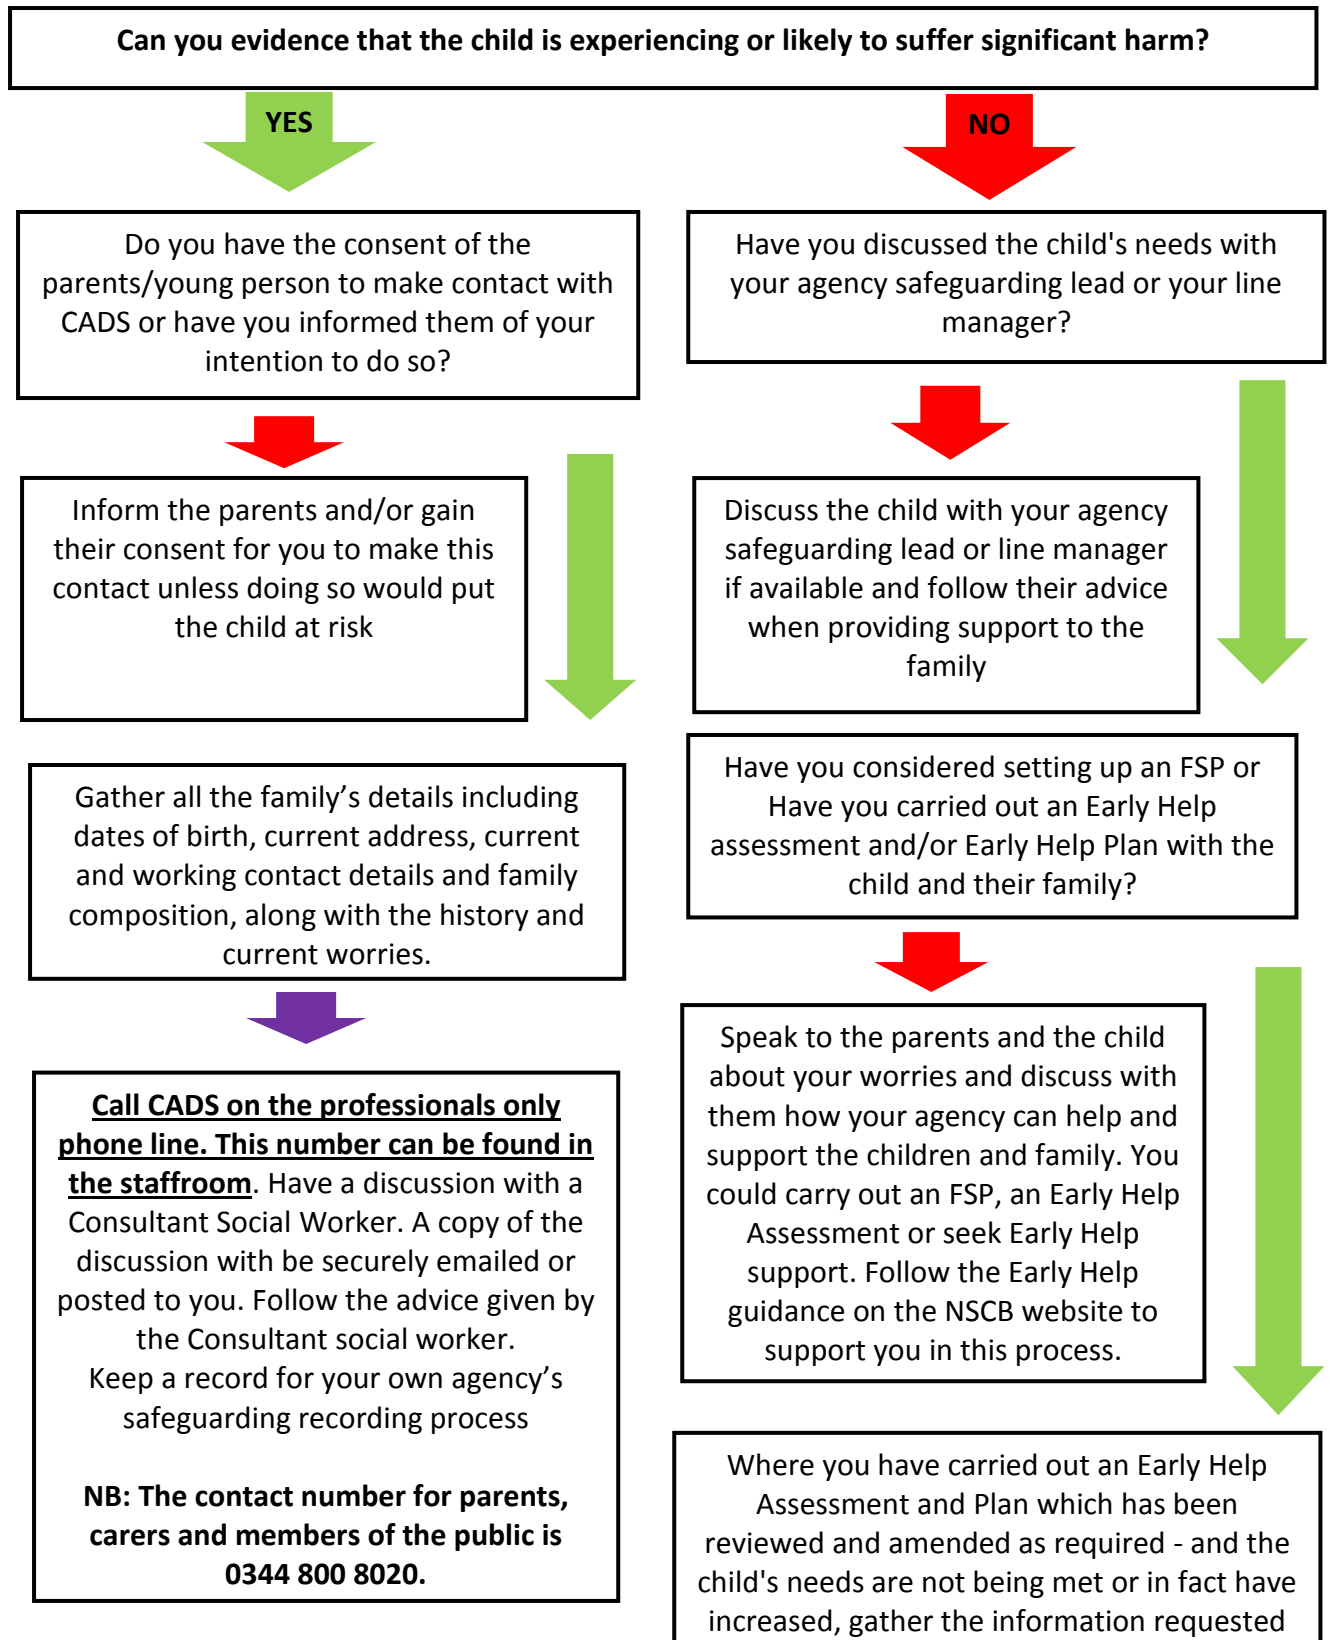 Can you evidence that the child is experiencing or likely to suffer significant harm?
YES
NO
Do you have the consent of the
parents/young person to make contact with
CADS or have you informed them of your
intention to do so?
Have you discussed the child's needs with
your agency safeguarding lead or your line
manager?
Inform the parents and/or gain
their consent for you to make this
contact unless doing so would put
the child at risk
Discuss the child with your agency
safeguarding lead or line manager
if available and follow their advice
when providing support to the
family
Gather all the family’s details including
dates of birth, current address, current
and working contact details and family
composition, along with the history and
current worries.
Have you considered setting up an FSP or
Have you carried out an Early Help
assessment and/or Early Help Plan with the
child and their family?
Call CADS on the professionals only
phone line. This number can be found in
the staffroom. Have a discussion with a
Consultant Social Worker. A copy of the
discussion with be securely emailed or
posted to you. Follow the advice given by
the Consultant social worker.
Keep a record for your own agency’s
safeguarding recording process
NB: The contact number for parents,
carers and members of the public is
0344 800 8020.
Speak to the parents and the child
about your worries and discuss with
them how your agency can help and
support the children and family. You
could carry out an FSP, an Early Help
Assessment or seek Early Help
support. Follow the Early Help
guidance on the NSCB website to
support you in this process.
Where you have carried out an Early Help
Assessment and Plan which has been
reviewed and amended as required - and the
child's needs are not being met or in fact have
increased, gather the information requested